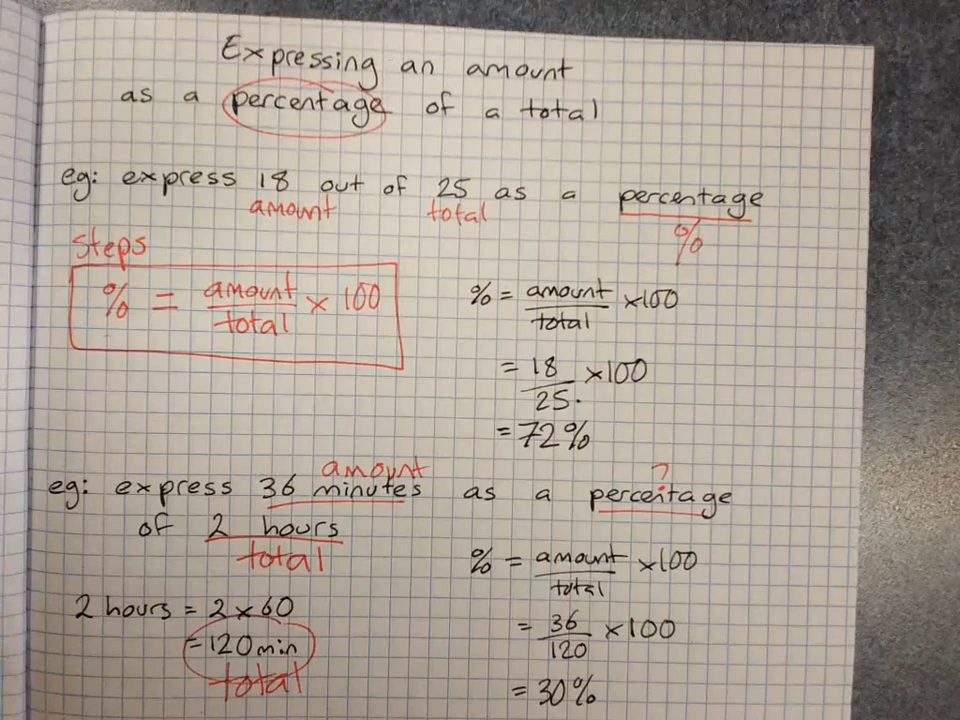 Expressing an amount
as a percentage of a total
eg: express 18 out of 25 as a percentage
amount total %
Steps
% = amount/total × 100
% = amount/total ×100
= 18/25 ×100
= 72%
amount ?
eg: express 36 minutes as a percentage
of 2 hours
total
% = amount/total ×100
2 hours = 2 × 60
= 120 min
total
= 36/120 ×100
= 30%